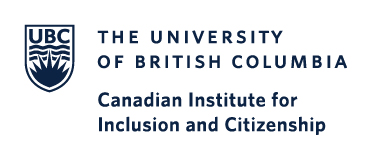 UBC
THE UNIVERSITY
OF BRITISH COLUMBIA
Canadian Institute for
Inclusion and Citizenship